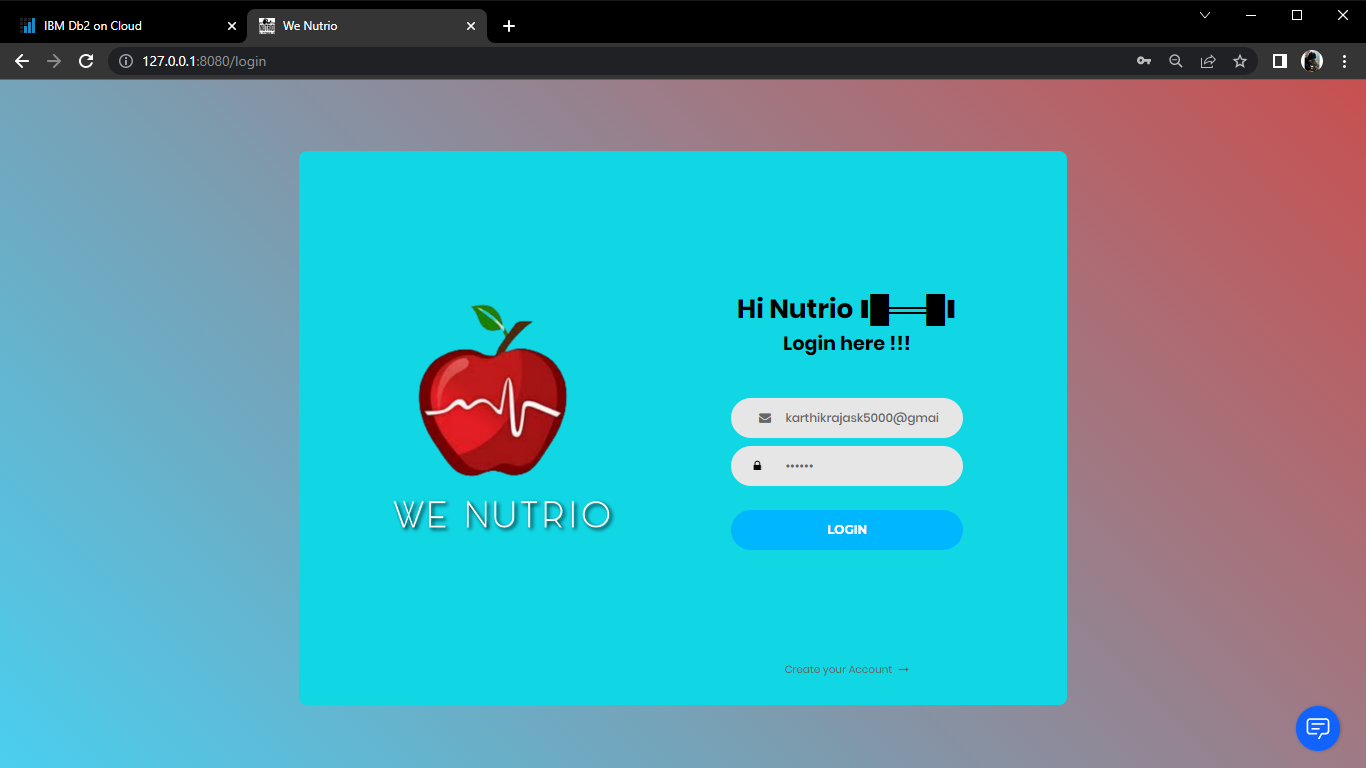 IBM Db2 on Cloud
We Nutrio
127.0.0.1:8080/login
Hi Nutrio I█══█I
Login here !!!
karthikrajask5000@gmai
••••••
LOGIN
WE NUTRIO
Create your Account →